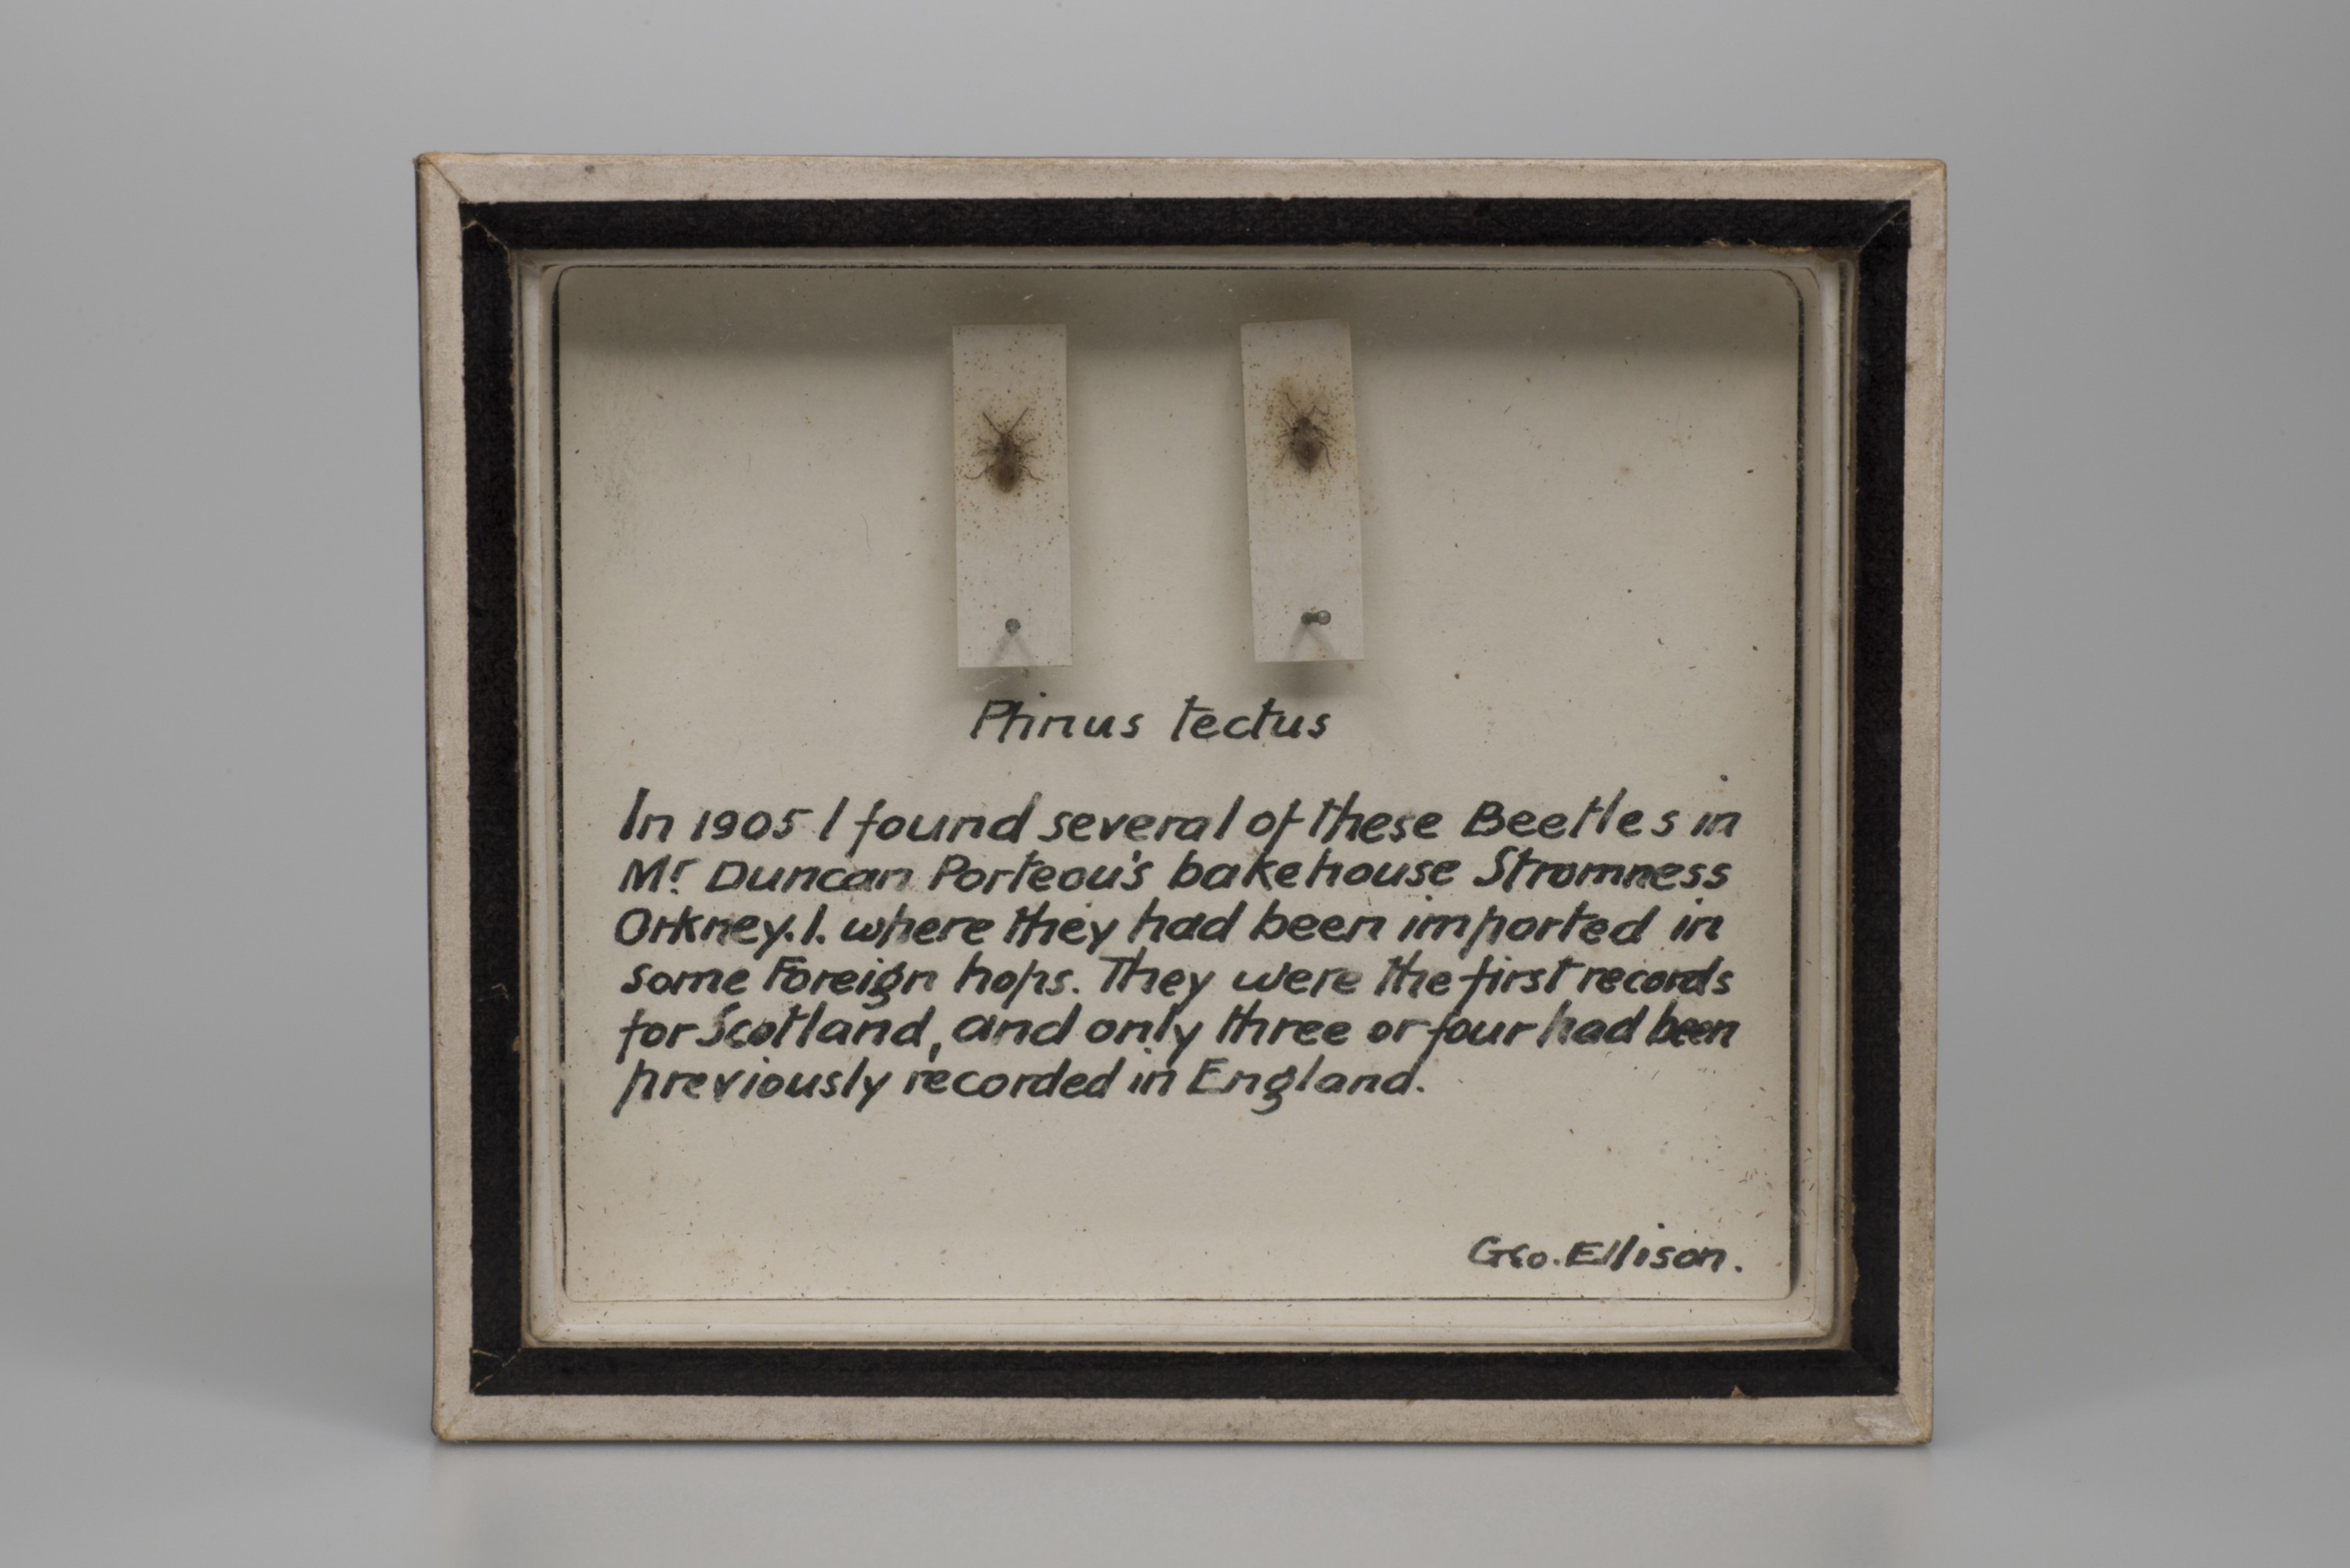 Ptinus tectus
In 1905 I found several of these Beetles in
Mr Duncan Porteou's bakehouse Stromness
Orkney. I. where they had been imported in
some Foreign hops. They were the first records
for Scotland, and only three or four had been
previously recorded in England.
Geo. Ellison.